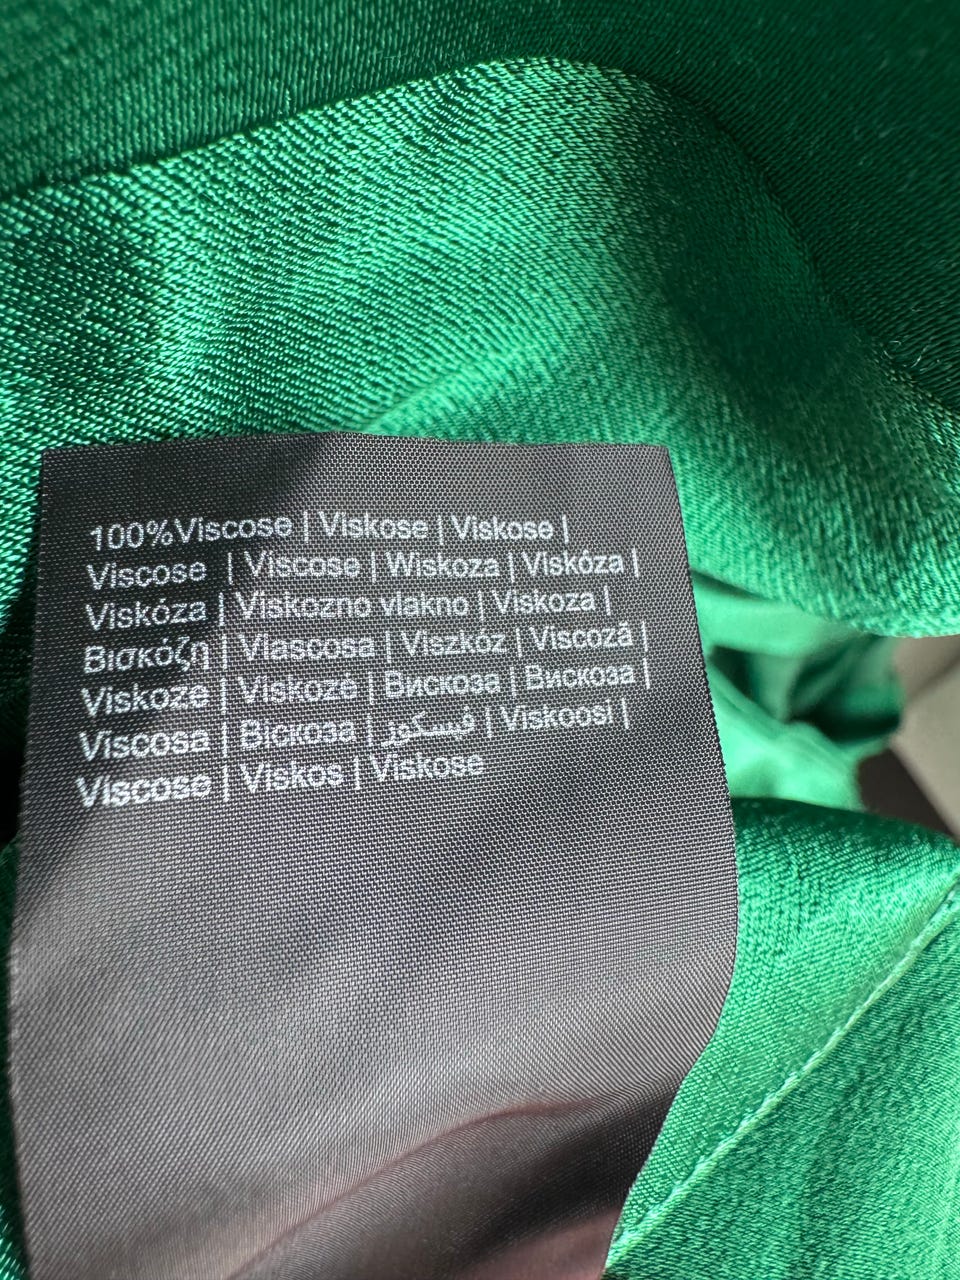 100%Viscose | Viskose | Viskose |
Viscose | Viscose | Wiskoza | Viskóza |
Viskóza | Viskozno vlakno | Viskoza |
Βισκόζη | Vlascosa | Viszkóz | Viscoză |
Viskoze | Viskozė | Вискоза | Вискоза |
Viscosa | Віскоза | فيسكوز | Viskoosi |
Viscose | Viskos | Viskose